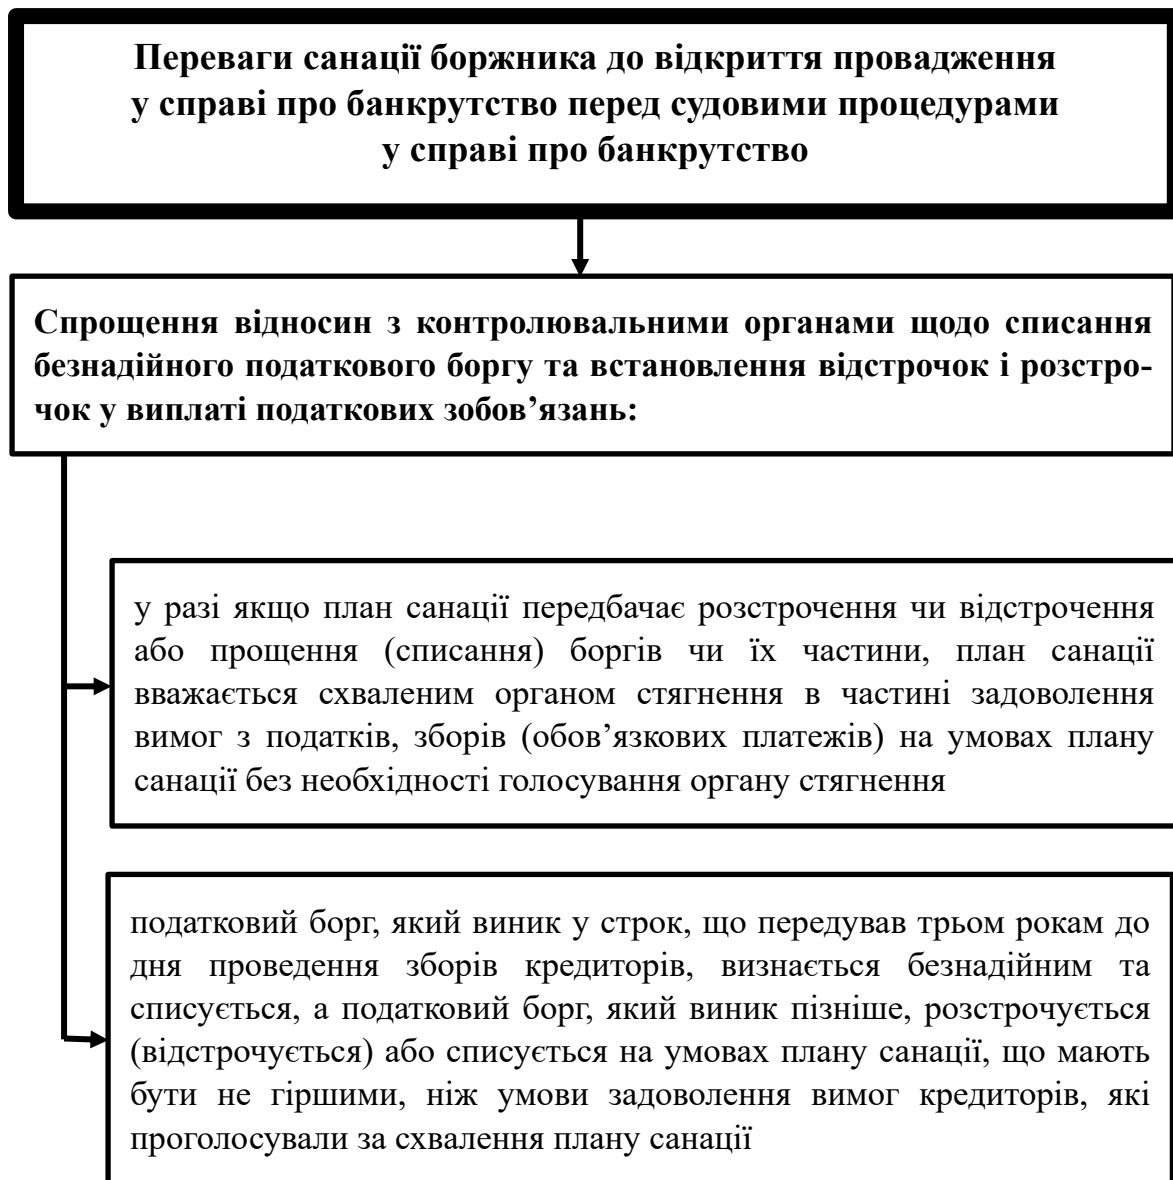 Переваги санації боржника до відкриття провадження
у справі про банкрутство перед судовими процедурами
у справі про банкрутство
Спрощення відносин з контролювальними органами щодо списання
безнадійного податкового боргу та встановлення відстрочок і розстро-
чок у виплаті податкових зобов’язань:
у разі якщо план санації передбачає розстрочення чи відстрочення
або прощення (списання) боргів чи їх частини, план санації
вважається схваленим органом стягнення в частині задоволення
вимог з податків, зборів (обов’язкових платежів) на умовах плану
санації без необхідності голосування органу стягнення
податковий борг, який виник у строк, що передував трьом рокам до
дня проведення зборів кредиторів, визнається безнадійним та
списується, а податковий борг, який виник пізніше, розстрочується
(відстрочується) або списується на умовах плану санації, що мають
бути не гіршими, ніж умови задоволення вимог кредиторів, які
проголосували за схвалення плану санації